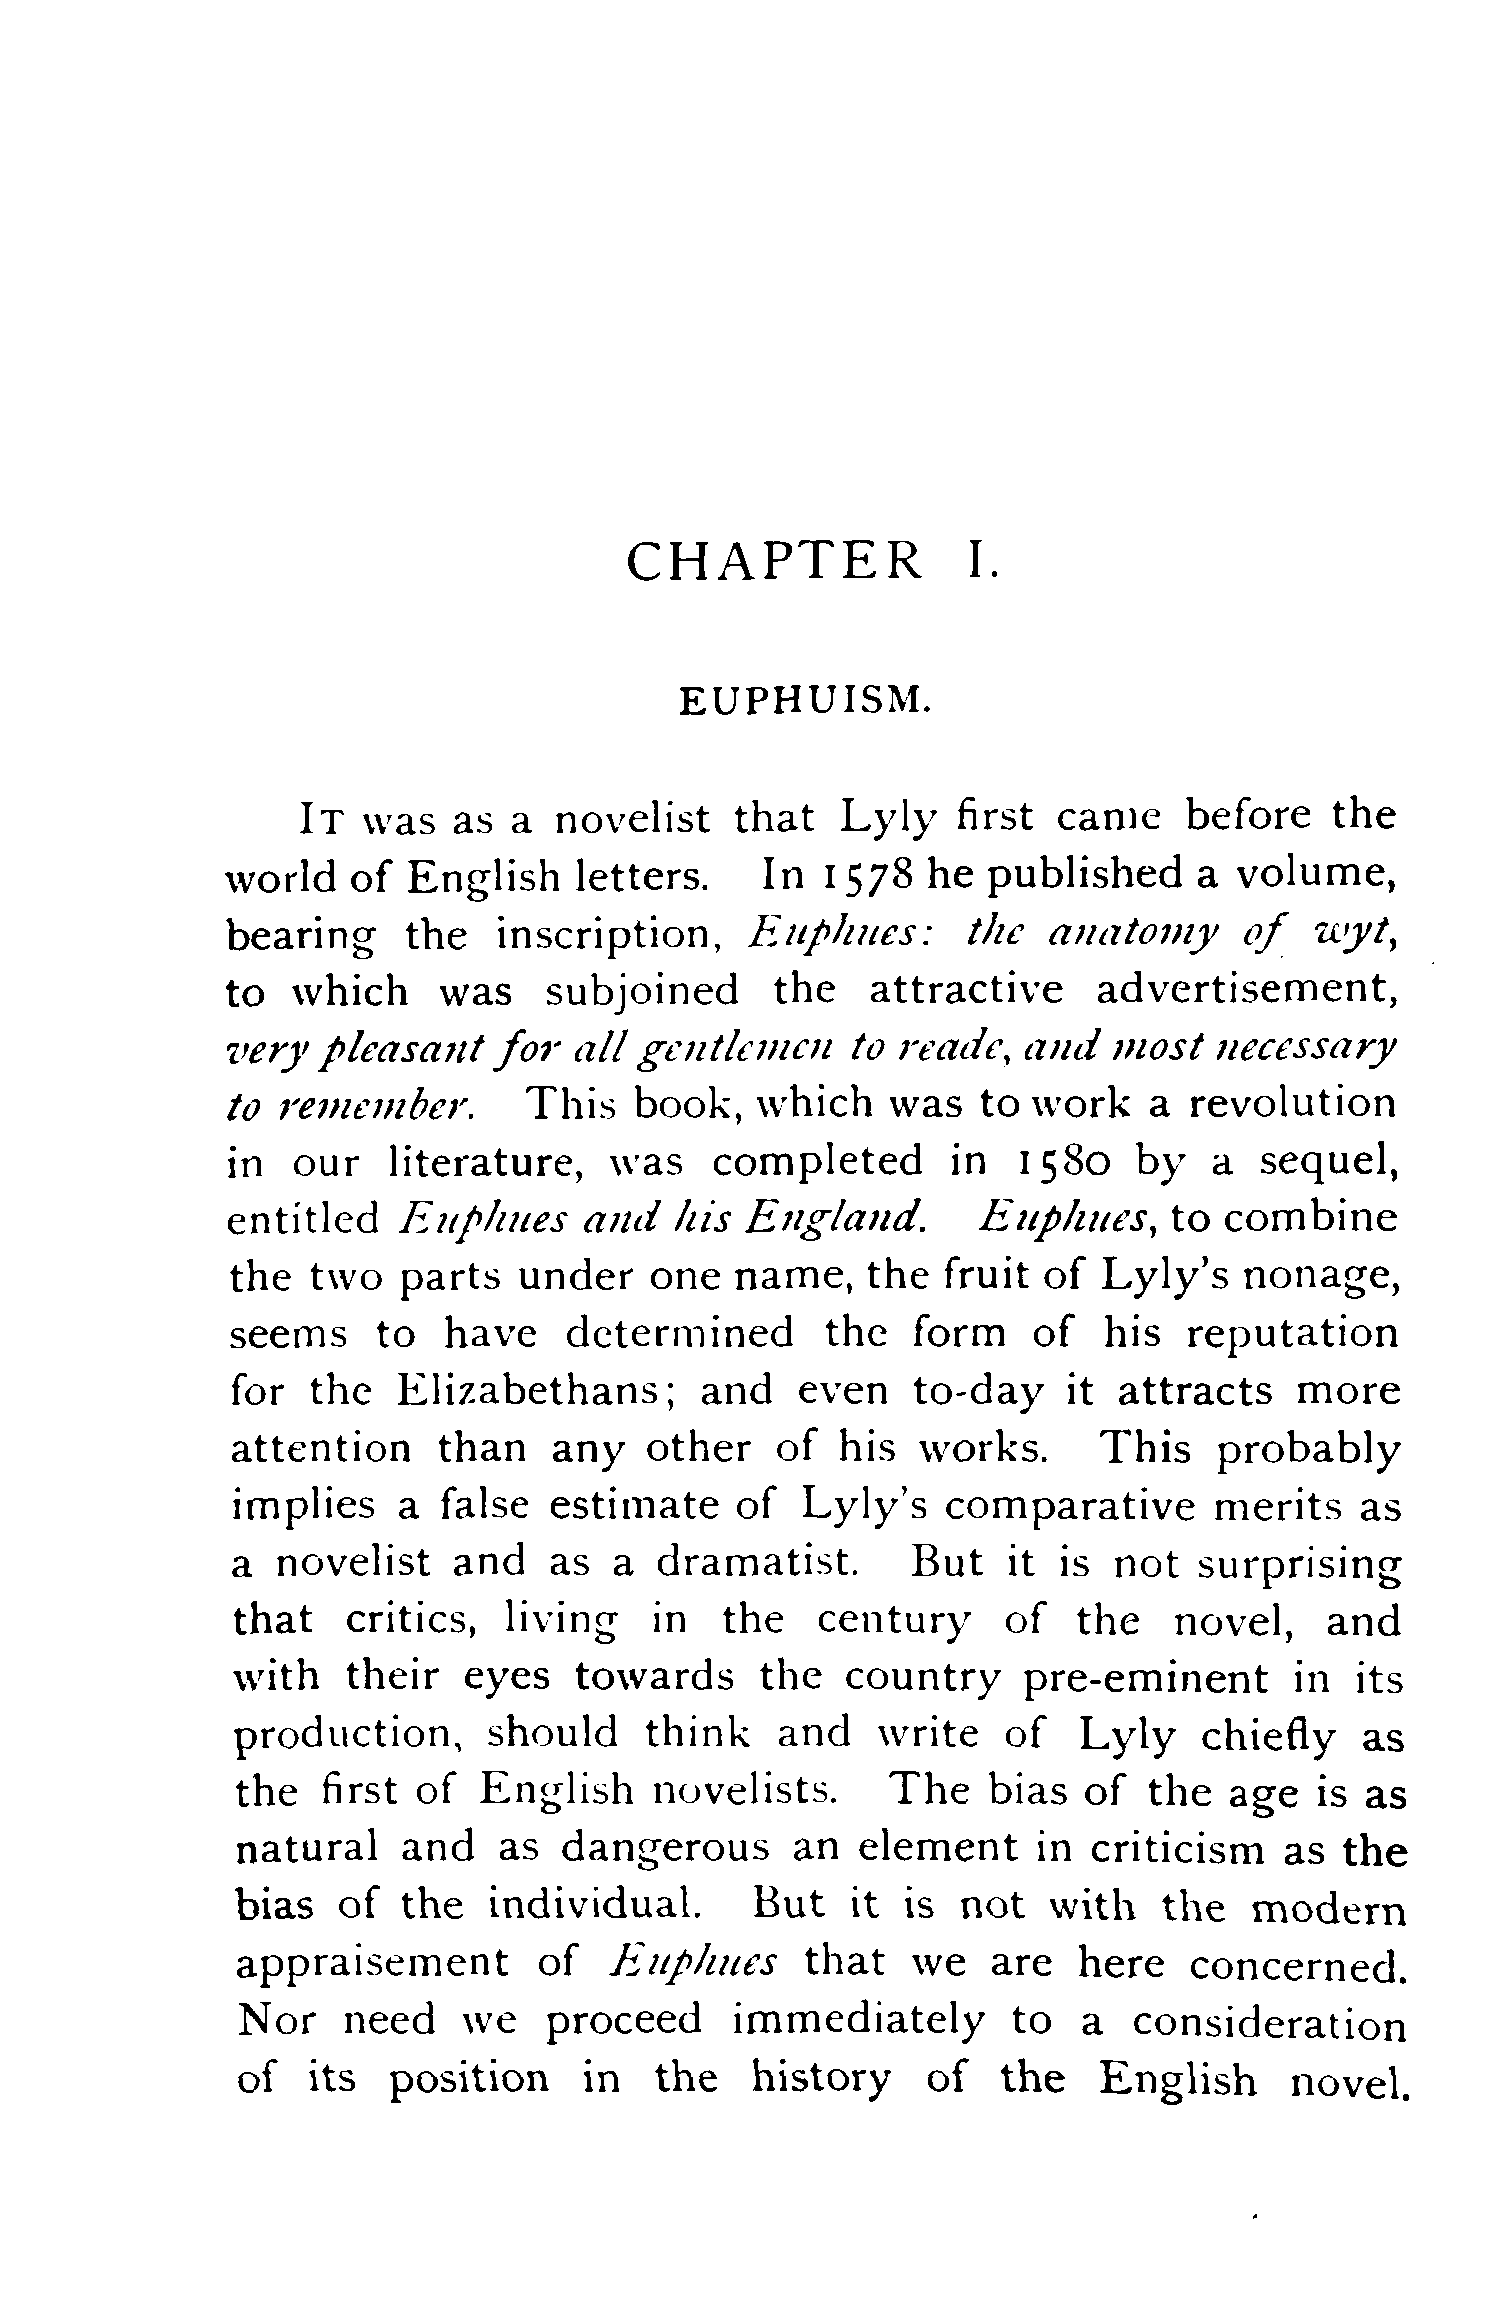 CHAPTER I.
EUPHUISM.
IT was as a novelist that Lyly first came before the
world of English letters. In 1578 he published a volume,
bearing the inscription, Euphues: the anatomy of wyt,
to which was subjoined the attractive advertisement,
very pleasant for all gentlemen to reade, and most necessary
to remember. This book, which was to work a revolution
in our literature, was completed in 1580 by a sequel,
entitled Euphues and his England. Euphues, to combine
the two parts under one name, the fruit of Lyly's nonage,
seems to have determined the form of his reputation
for the Elizabethans; and even to-day it attracts more
attention than any other of his works. This probably
implies a false estimate of Lyly's comparative merits as
a novelist and as a dramatist. But it is not surprising
that critics, living in the century of the novel, and
with their eyes towards the country pre-eminent in its
production, should think and write of Lyly chiefly as
the first of English novelists. The bias of the age is as
natural and as dangerous an element in criticism as the
bias of the individual. But it is not with the modern
appraisement of Euphues that we are here concerned.
Nor need we proceed immediately to a consideration
of its position in the history of the English novel.